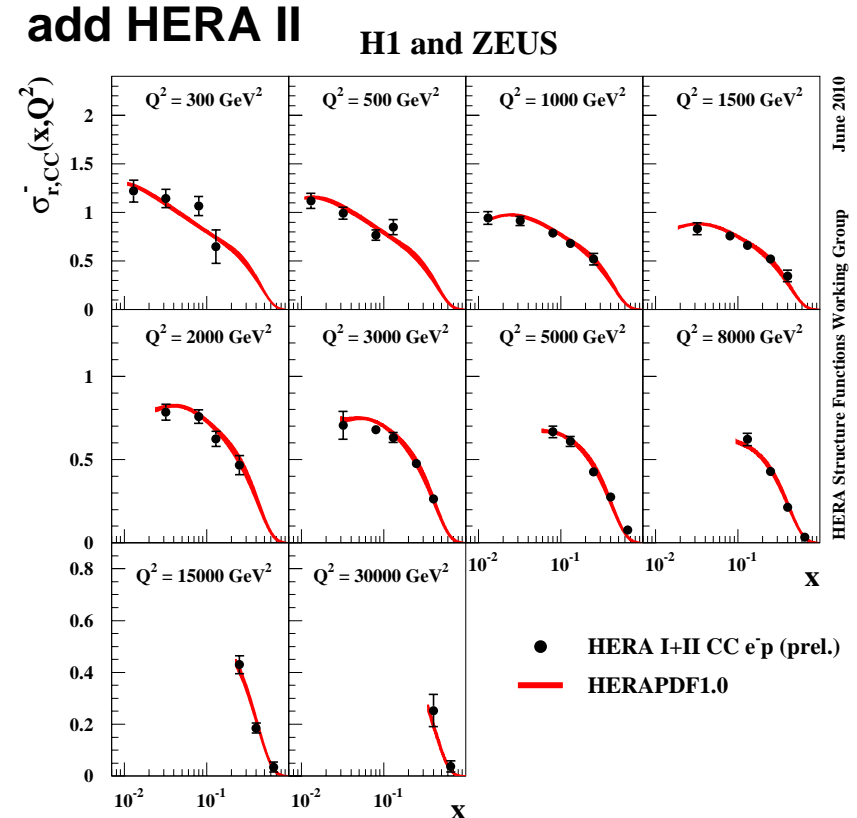 add HERA II
H1 and ZEUS
σ⁻r,CC(x,Q²)
June 2010
HERA Structure Functions Working Group
Q² = 300 GeV²
Q² = 500 GeV²
Q² = 1000 GeV²
Q² = 1500 GeV²
2
1.5
1
0.5
0
Q² = 2000 GeV²
Q² = 3000 GeV²
Q² = 5000 GeV²
Q² = 8000 GeV²
1
0.5
0
10⁻² 10⁻¹ 10⁻² 10⁻¹
x
Q² = 15000 GeV²
Q² = 30000 GeV²
0.8
0.6
0.4
0.2
0
10⁻² 10⁻¹ 10⁻² 10⁻¹
x
HERA I+II CC e⁻p (prel.)
HERAPDF1.0